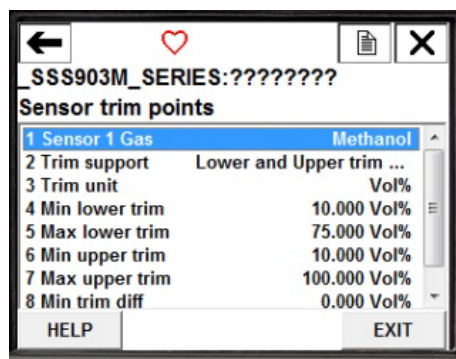 _SSS903M_SERIES:????????
Sensor trim points
1 Sensor 1 Gas Methanol
2 Trim support Lower and Upper trim ...
3 Trim unit Vol%
4 Min lower trim 10.000 Vol%
5 Max lower trim 75.000 Vol%
6 Min upper trim 10.000 Vol%
7 Max upper trim 100.000 Vol%
8 Min trim diff 0.000 Vol%
HELP EXIT